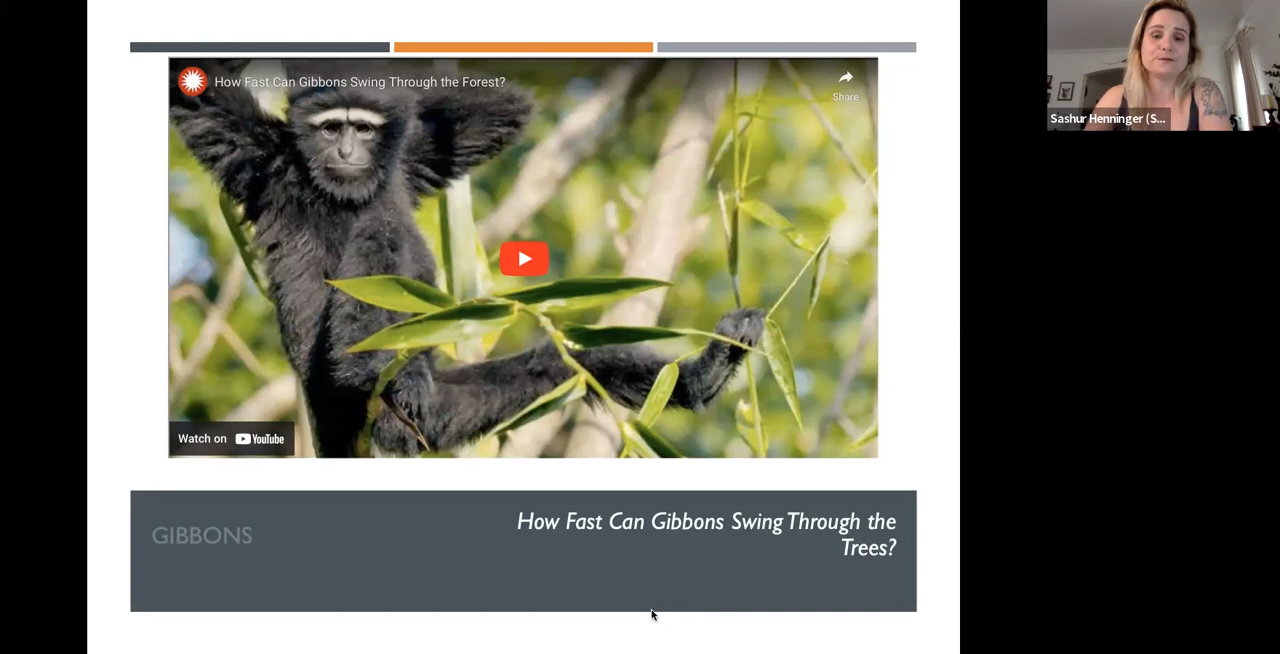 How Fast Can Gibbons Swing Through the Forest?
Share
Sashur Henninger (S...
Watch on YouTube
GIBBONS
How Fast Can Gibbons Swing Through the
Trees?